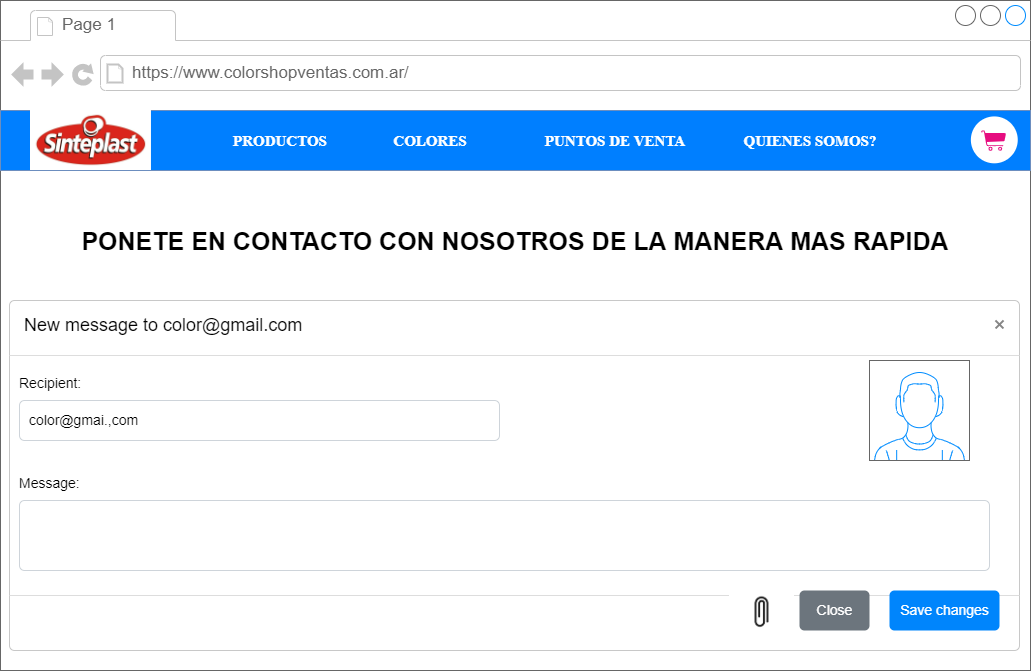 Page 1
https://www.colorshopventas.com.ar/
Sinteplast
PRODUCTOS COLORES PUNTOS DE VENTA QUIENES SOMOS?
PONETE EN CONTACTO CON NOSOTROS DE LA MANERA MAS RAPIDA
New message to color@gmail.com ×
Recipient:
color@gmai.,com
Message:
Close Save changes